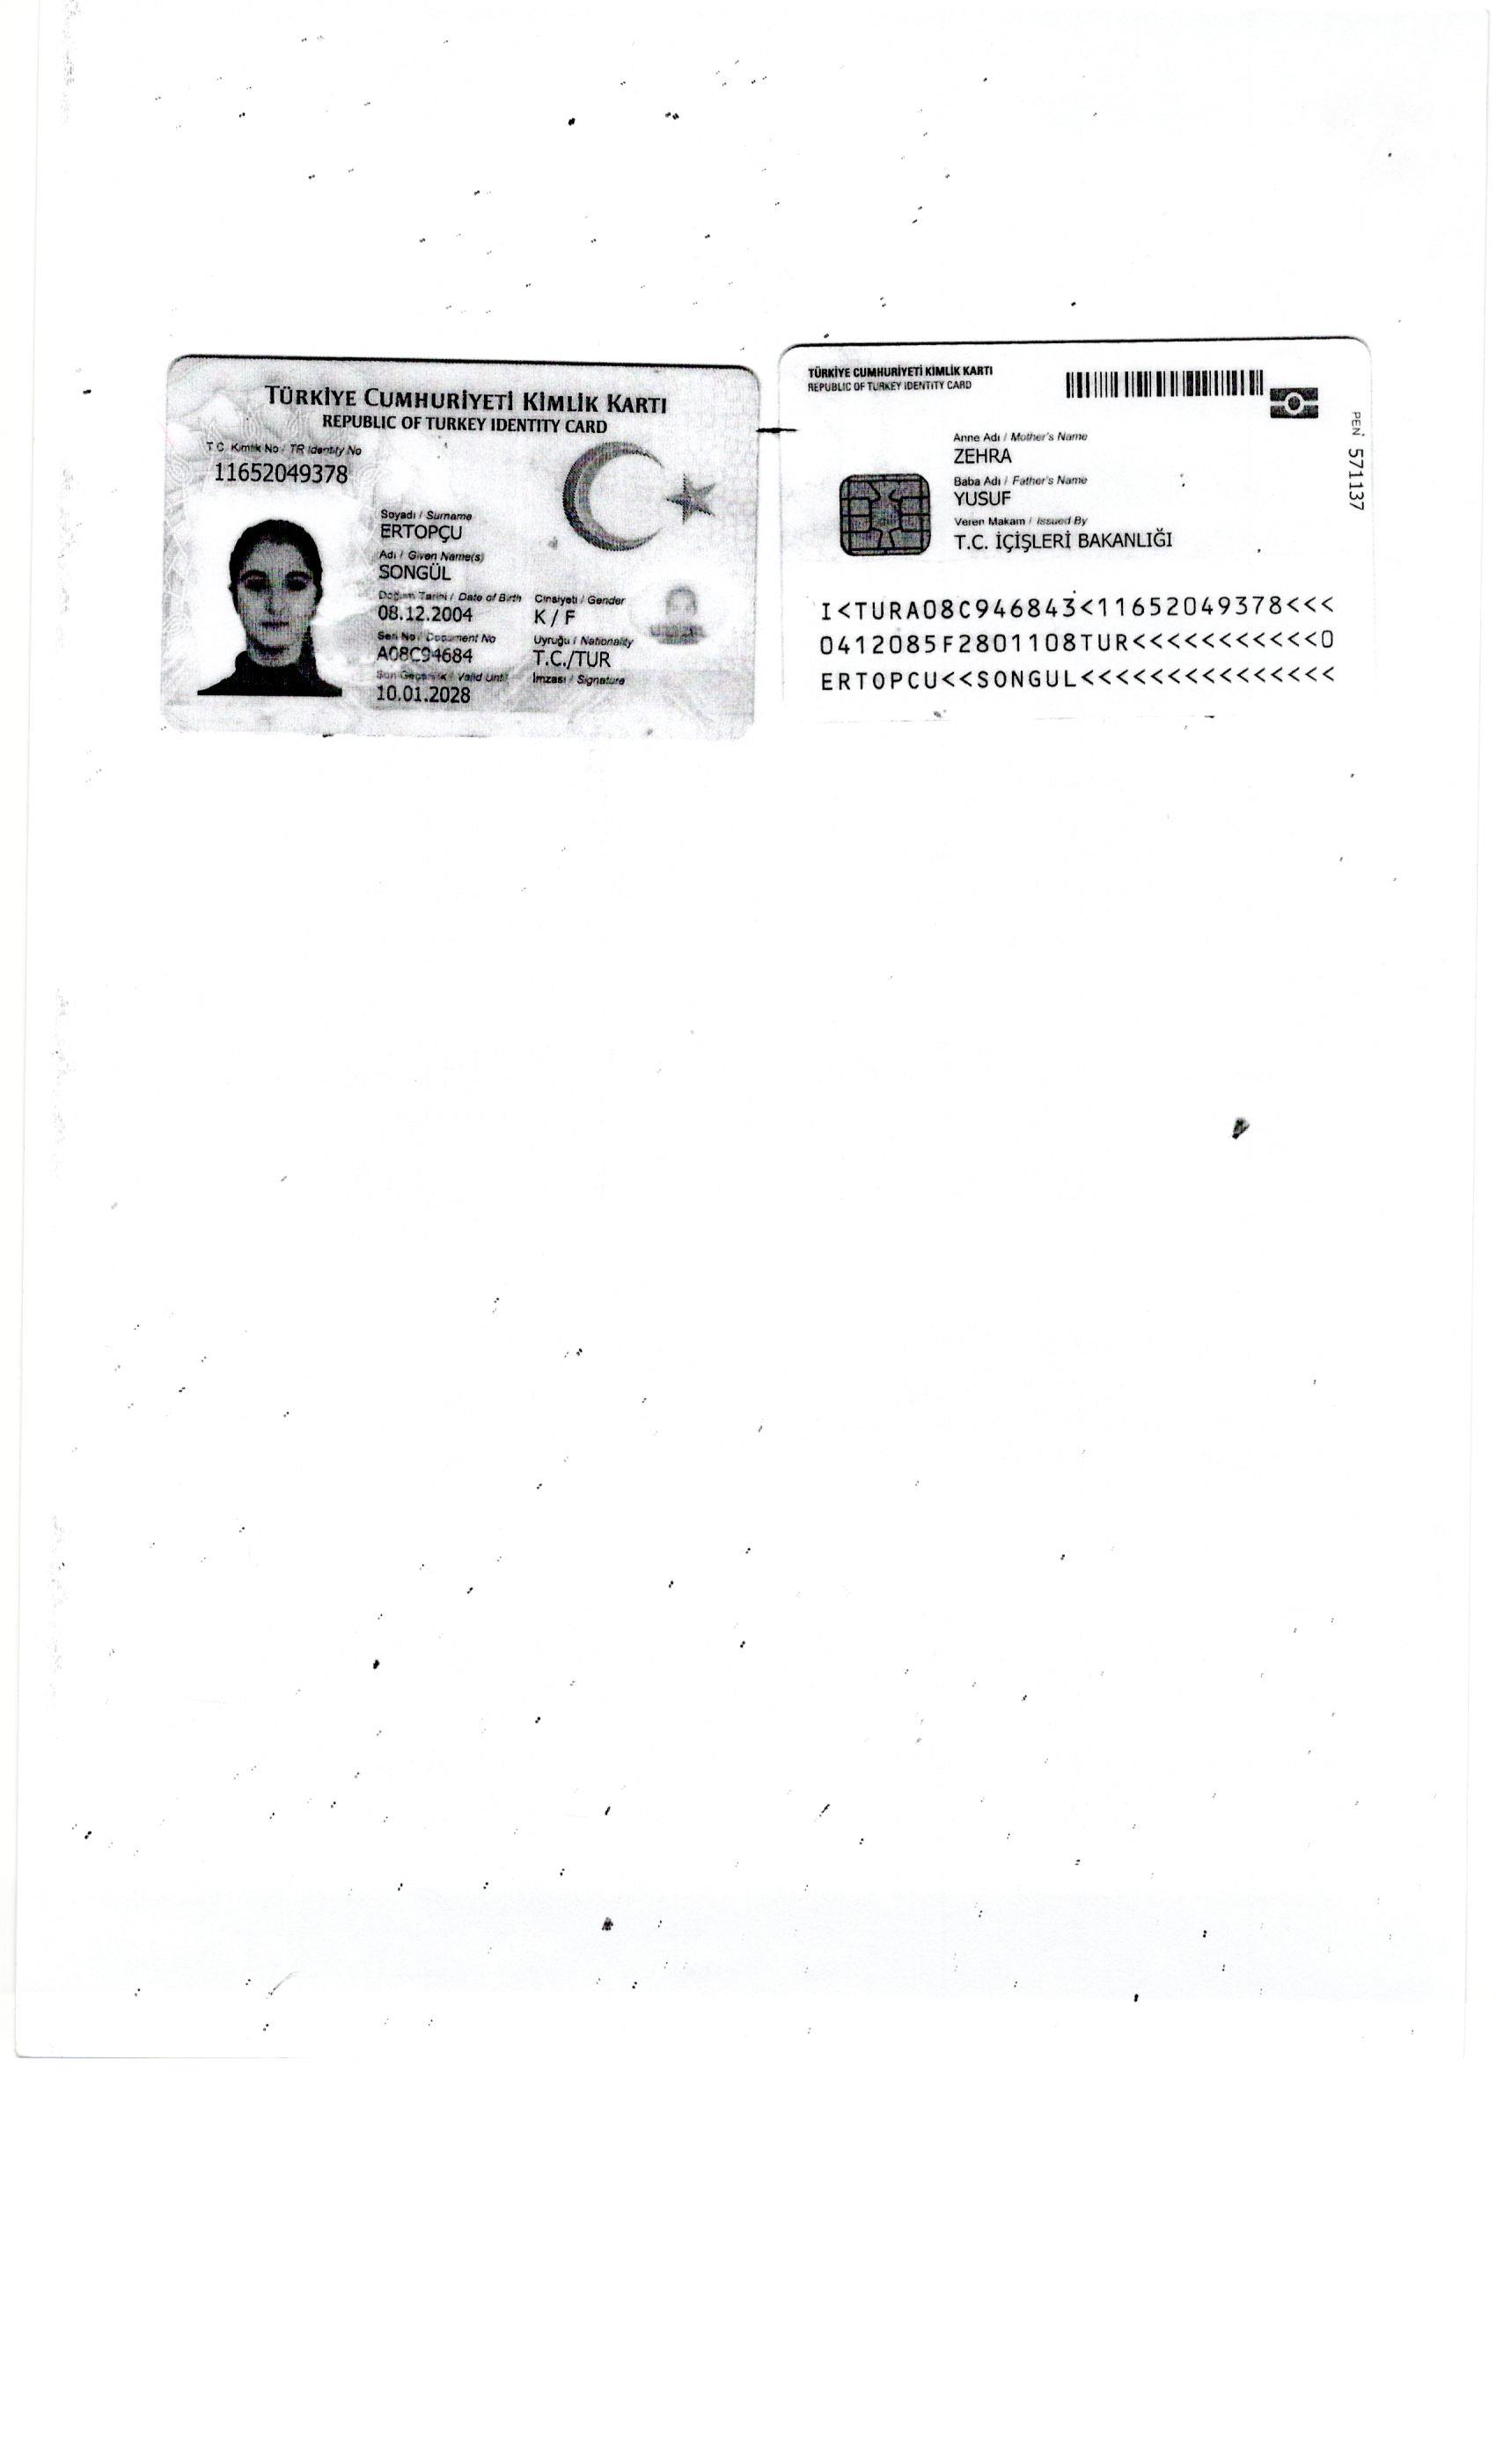 TÜRKİYE CUMHURİYETİ KİMLİK KARTI
REPUBLIC OF TURKEY IDENTITY CARD
T.C. Kimlik No / TR Identity No
11652049378
Soyadı / Surname
ERTOPÇU
Adı / Given Name(s)
SONGÜL
Doğum Tarihi / Date of Birth Cinsiyeti / Gender
08.12.2004 K / F
Seri No / Document No Uyruğu / Nationality
A08C94684 T.C./TUR
Son Geçerlilik / Valid Until İmzası / Signature
10.01.2028
TÜRKİYE CUMHURİYETİ KİMLİK KARTI
REPUBLIC OF TURKEY IDENTITY CARD
Anne Adı / Mother's Name
ZEHRA
Baba Adı / Father's Name
YUSUF
Veren Makam / Issued By
T.C. İÇİŞLERİ BAKANLIĞI
PEN 571137
I<TURA08C946843<11652049378<<<
0412085F2801108TUR<<<<<<<<<<<0
ERTOPCU<<SONGUL<<<<<<<<<<<<<<<